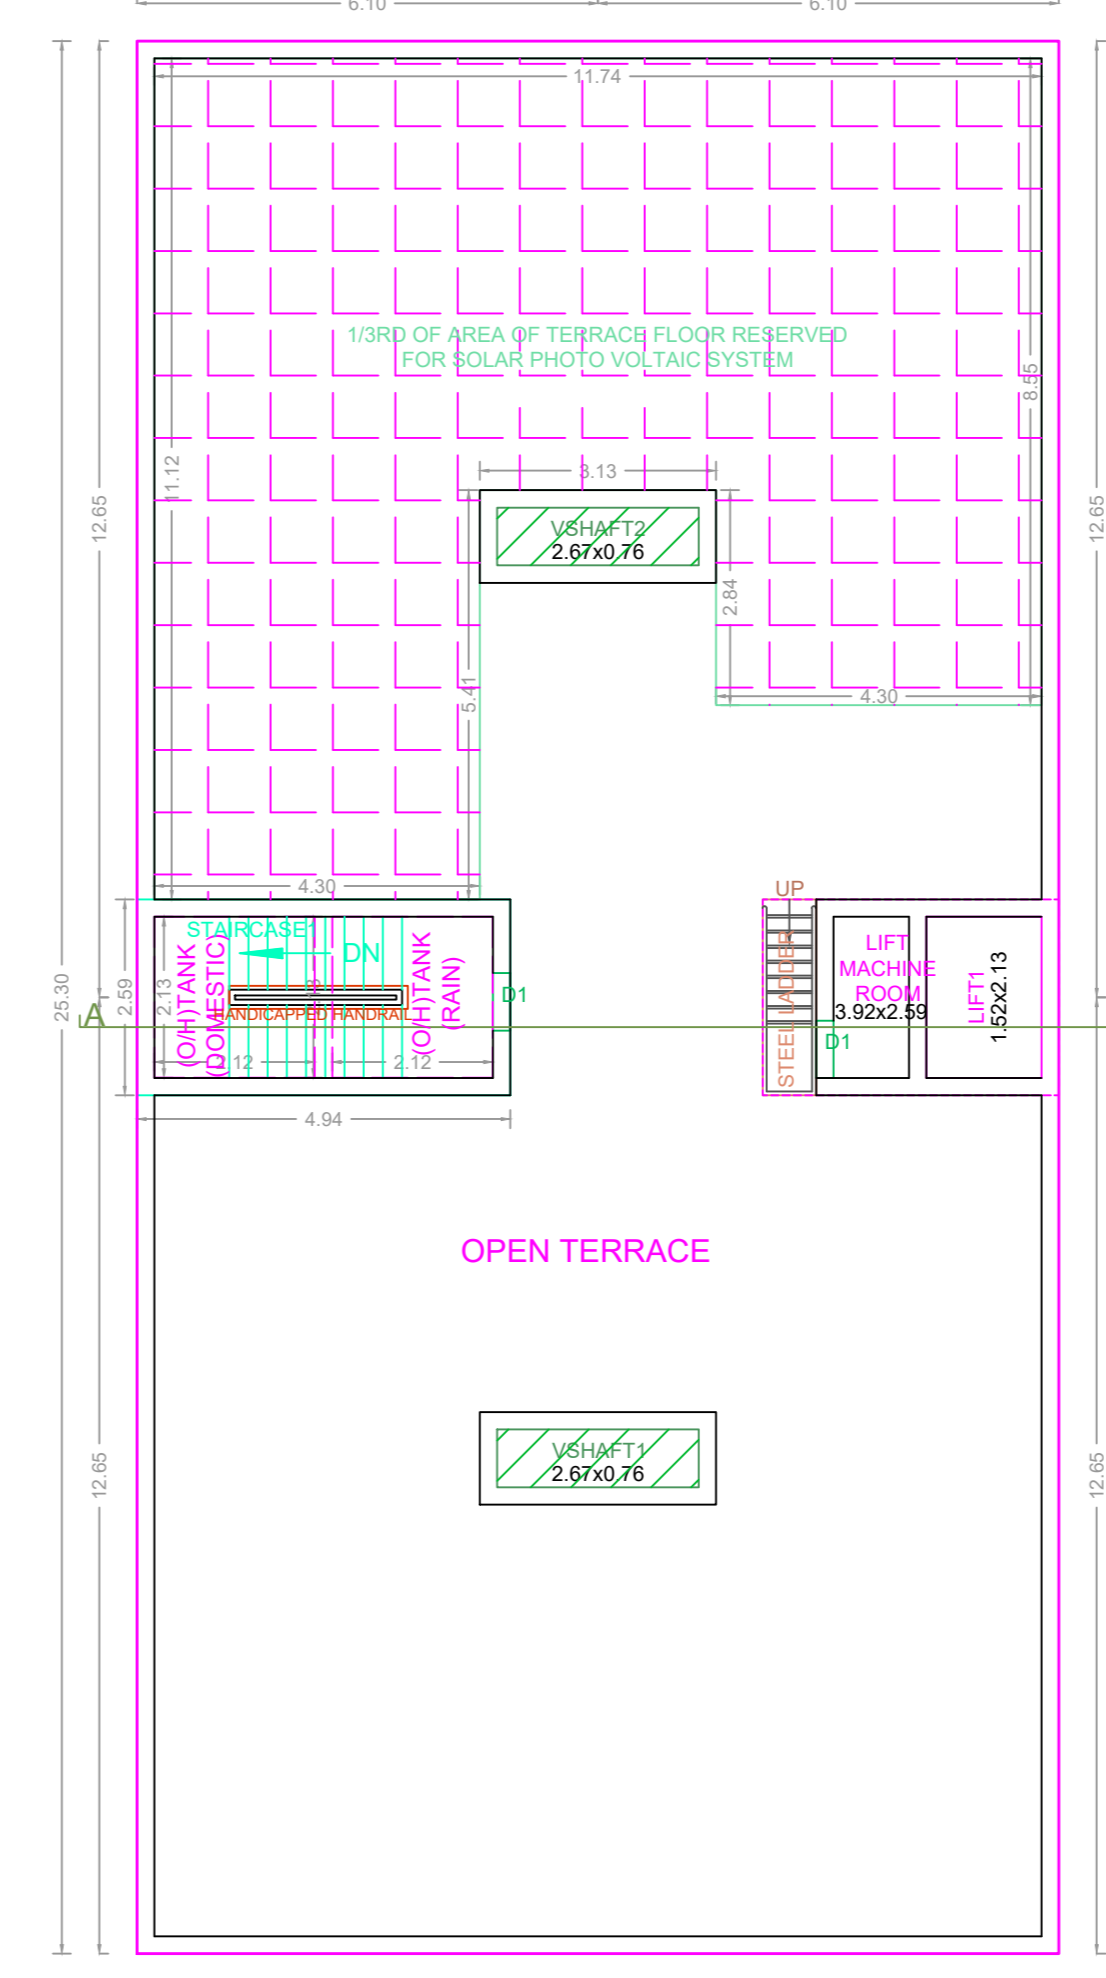 6.10
6.10
11.74
1/3RD OF AREA OF TERRACE FLOOR RESERVED
FOR SOLAR PHOTO VOLTAIC SYSTEM
8.55
11.12
3.13
12.65
12.65
VSHAFT2
2.67x0.76
2.84
5.41
4.30
4.30
UP
STAIRCASE1
DN
(O/H)TANK
(DOMESTIC)
(O/H)TANK
(RAIN)
HANDICAPPED HANDRAIL
2.59
2.13
25.30
A
D1
2.12
2.12
4.94
STEEL LADDER
LIFT
MACHINE
ROOM
3.92x2.59
D1
LIFT1
1.52x2.13
OPEN TERRACE
VSHAFT1
2.67x0.76
12.65
12.65